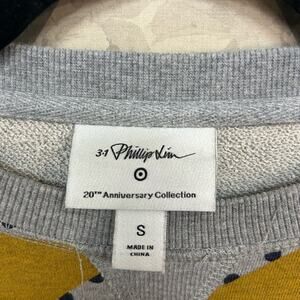 3.1 Phillip Lim
20TH Anniversary Collection
S
MADE IN
CHINA